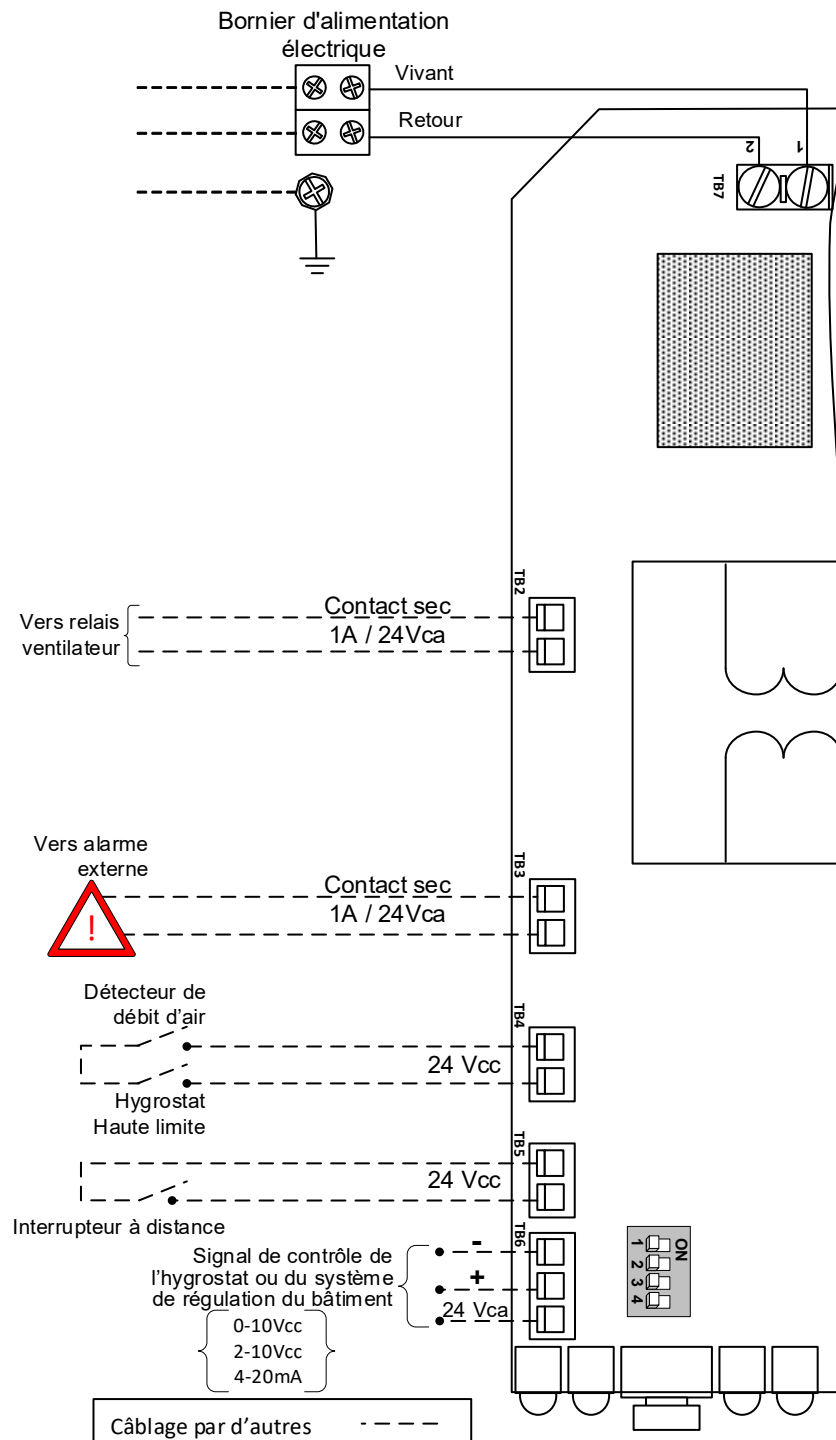 Bornier d'alimentation
électrique
Vivant
Retour
2
1
TB7
TB2
Vers relais
ventilateur
Contact sec
1A / 24Vca
Vers alarme
externe
!
TB3
Contact sec
1A / 24Vca
Détecteur de
débit d’air
TB4
24 Vcc
Hygrostat
Haute limite
TB5
24 Vcc
Interrupteur à distance
TB6
Signal de contrôle de
l’hygrostat ou du système
de régulation du bâtiment
-
+
24 Vca
0-10Vcc
2-10Vcc
4-20mA
ON
1
2
3
4
Câblage par d’autres